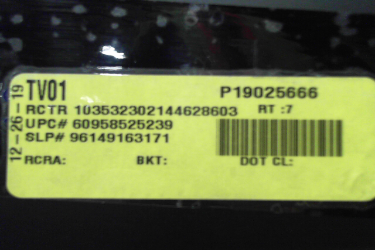 12-26-19
TV01 P19025666
RCTR 103532302144628603 RT :7
UPC# 60958525239
SLP# 96149163171
RCRA: BKT: DOT CL: